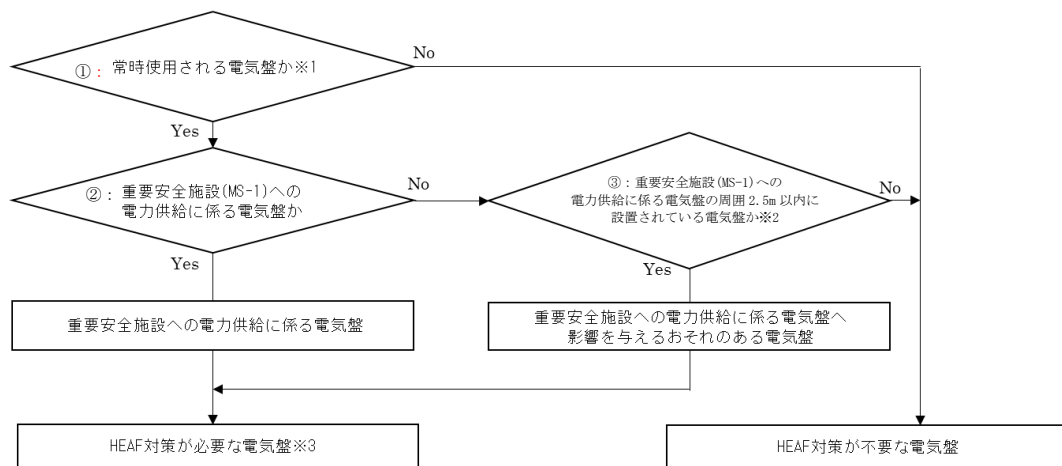 ①：常時使用される電気盤か※1
No
Yes
②：重要安全施設(MS-1)への
電力供給に係る電気盤か
No
③：重要安全施設(MS-1)への
電力供給に係る電気盤の周囲 2.5m 以内に
設置されている電気盤か※2
No
Yes
Yes
重要安全施設への電力供給に係る電気盤
重要安全施設への電力供給に係る電気盤へ
影響を与えるおそれのある電気盤
HEAF対策が必要な電気盤※3
HEAF対策が不要な電気盤